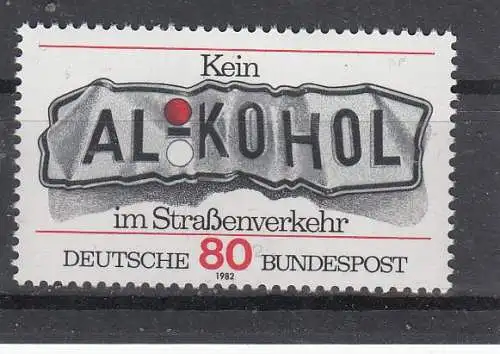 Kein
AL-KOHOL
im Straßenverkehr
DEUTSCHE 80 BUNDESPOST
1982